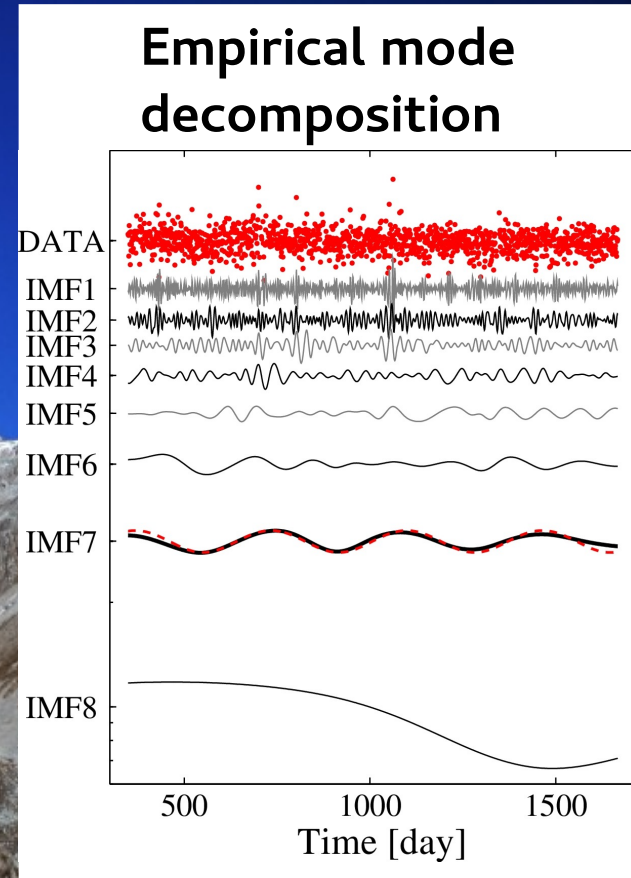 Empirical mode
decomposition
DATA
IMF1
IMF2
IMF3
IMF4
IMF5
IMF6
IMF7
IMF8
500 1000 1500
Time [day]